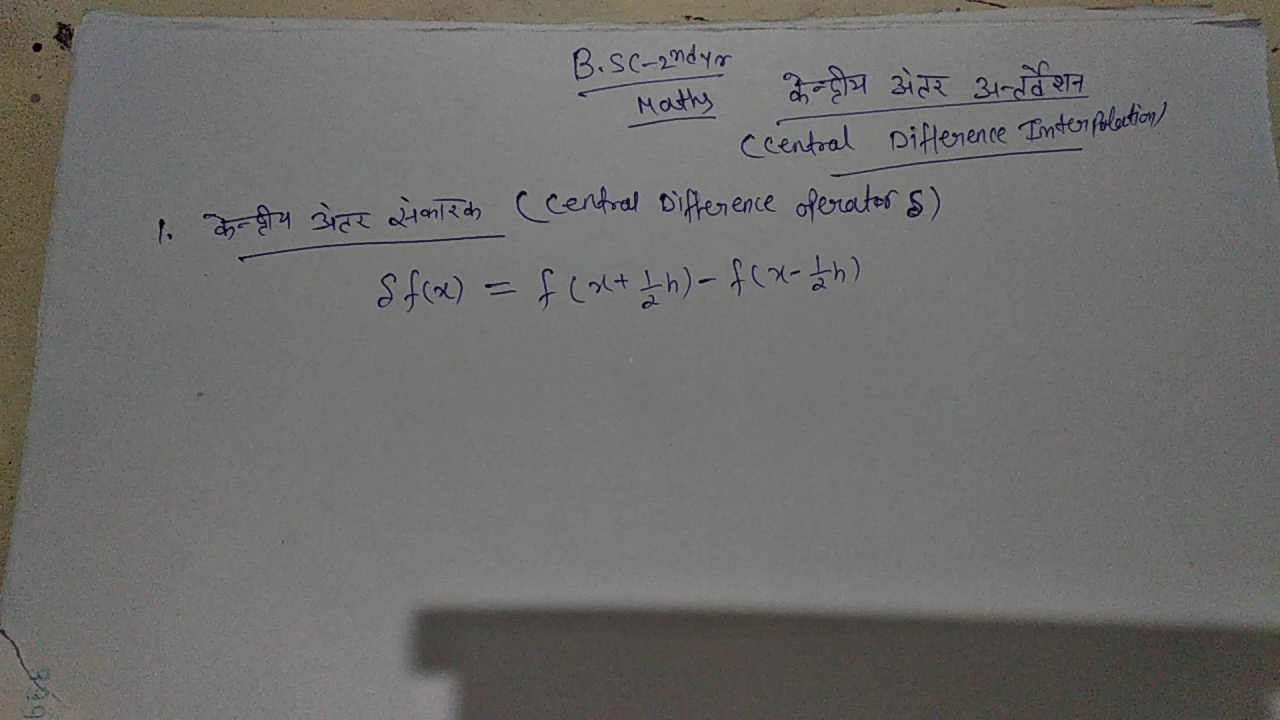 B.SC-2nd yr
Maths
केन्द्रीय अंतर अन्तर्वेशन
(Central Difference Interpolation)
1. केन्द्रीय अंतर संकारक (Central Difference operator δ)
δf(x) = f(x+½h) - f(x-½h)